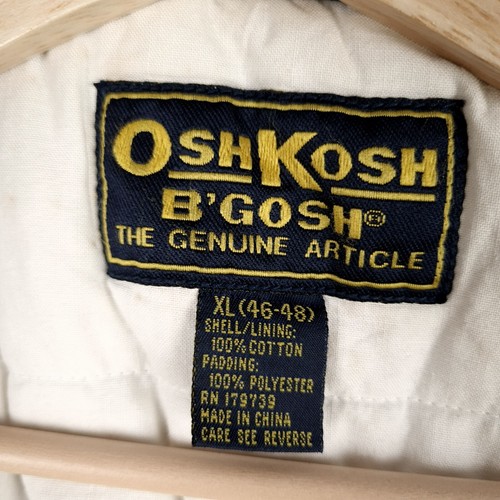 OSHKOSH
B'GOSH®
THE GENUINE ARTICLE
XL (46-48)
SHELL/LINING:
100% COTTON
PADDING:
100% POLYESTER
RN 179739
MADE IN CHINA
CARE SEE REVERSE